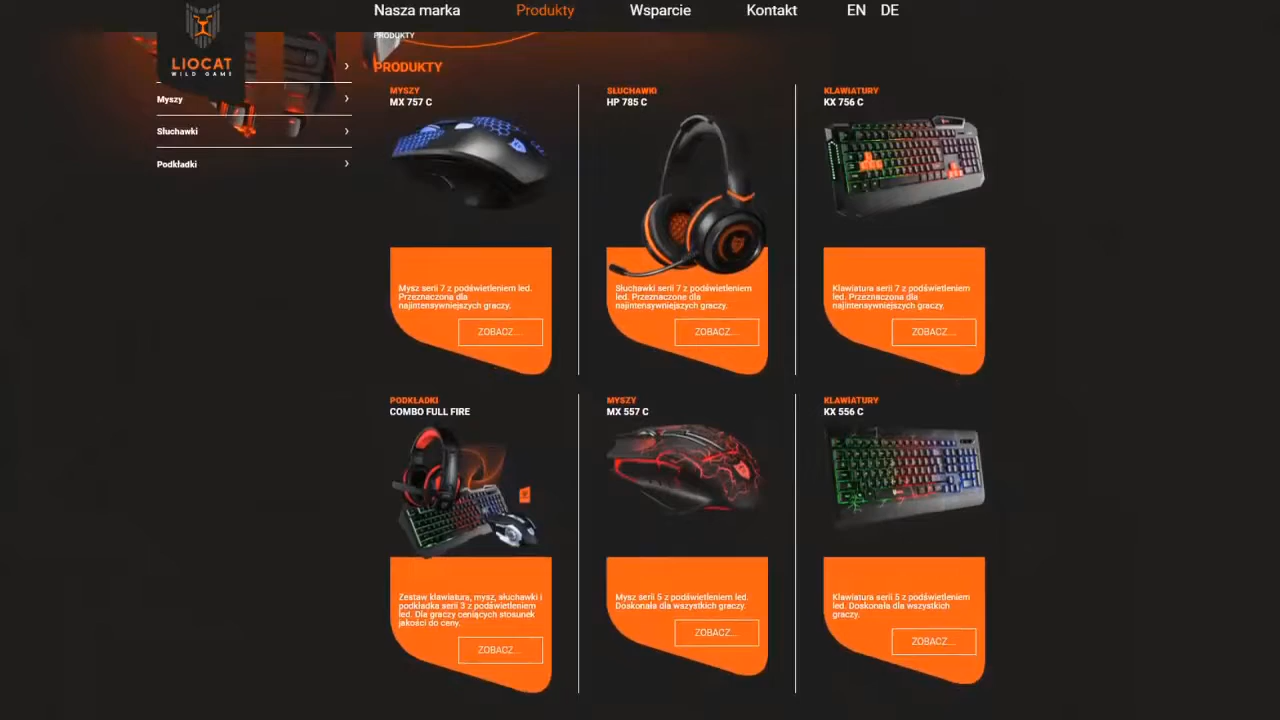 Nasza marka
Produkty
Wsparcie
Kontakt
EN
DE
LIOCAT
WILD GAME
Myszy
Słuchawki
Podkładki
PRODUKTY
PRODUKTY
MYSZY
MX 757 C
Mysz serii 7 z podświetleniem led.
Przeznaczona dla
najintensywniejszych graczy.
ZOBACZ...
SŁUCHAWKI
HP 785 C
Słuchawki serii 7 z podświetleniem
led. Przeznaczone dla
najintensywniejszych graczy.
ZOBACZ...
KLAWIATURY
KX 756 C
Klawiatura serii 7 z podświetleniem
led. Przeznaczona dla
najintensywniejszych graczy.
ZOBACZ...
PODKŁADKI
COMBO FULL FIRE
Zestaw klawiatura, mysz, słuchawki i
podkładka serii 3 z podświetleniem
led. Dla graczy ceniących stosunek
jakości do ceny.
ZOBACZ...
MYSZY
MX 557 C
Mysz serii 5 z podświetleniem led.
Doskonała dla wszystkich graczy.
ZOBACZ...
KLAWIATURY
KX 556 C
Klawiatura serii 5 z podświetleniem
led. Doskonała dla wszystkich
graczy.
ZOBACZ...